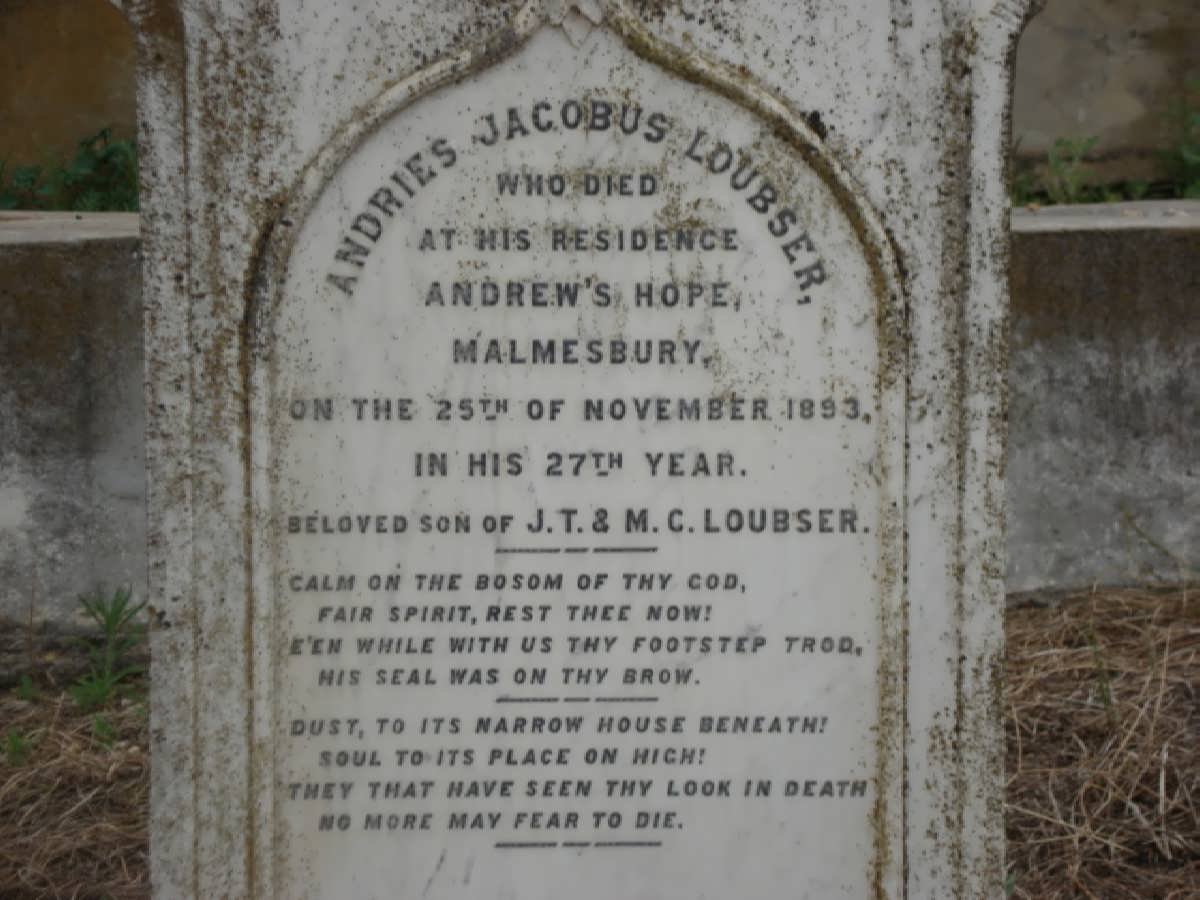 ANDRIES JACOBUS LOUBSER,
WHO DIED
AT HIS RESIDENCE
ANDREW'S HOPE,
MALMESBURY,
ON THE 25TH OF NOVEMBER 1893,
IN HIS 27TH YEAR.
BELOVED SON OF J.T. & M.C. LOUBSER.
CALM ON THE BOSOM OF THY GOD,
FAIR SPIRIT, REST THEE NOW!
E'EN WHILE WITH US THY FOOTSTEP TROD,
HIS SEAL WAS ON THY BROW.
DUST, TO ITS NARROW HOUSE BENEATH!
SOUL TO ITS PLACE ON HIGH!
THEY THAT HAVE SEEN THY LOOK IN DEATH
NO MORE MAY FEAR TO DIE.